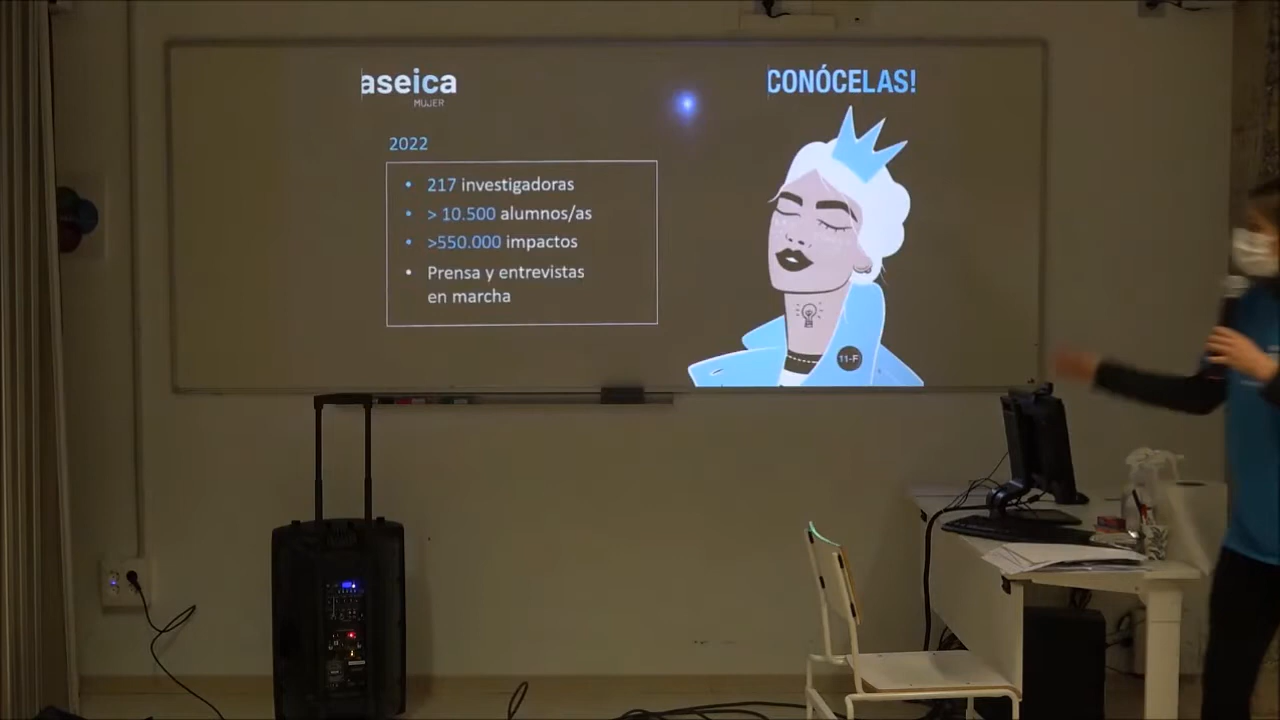 aseica
MUJER
CONÓCELAS!
2022
• 217 investigadoras
• > 10.500 alumnos/as
• >550.000 impactos
• Prensa y entrevistas
en marcha
11-F